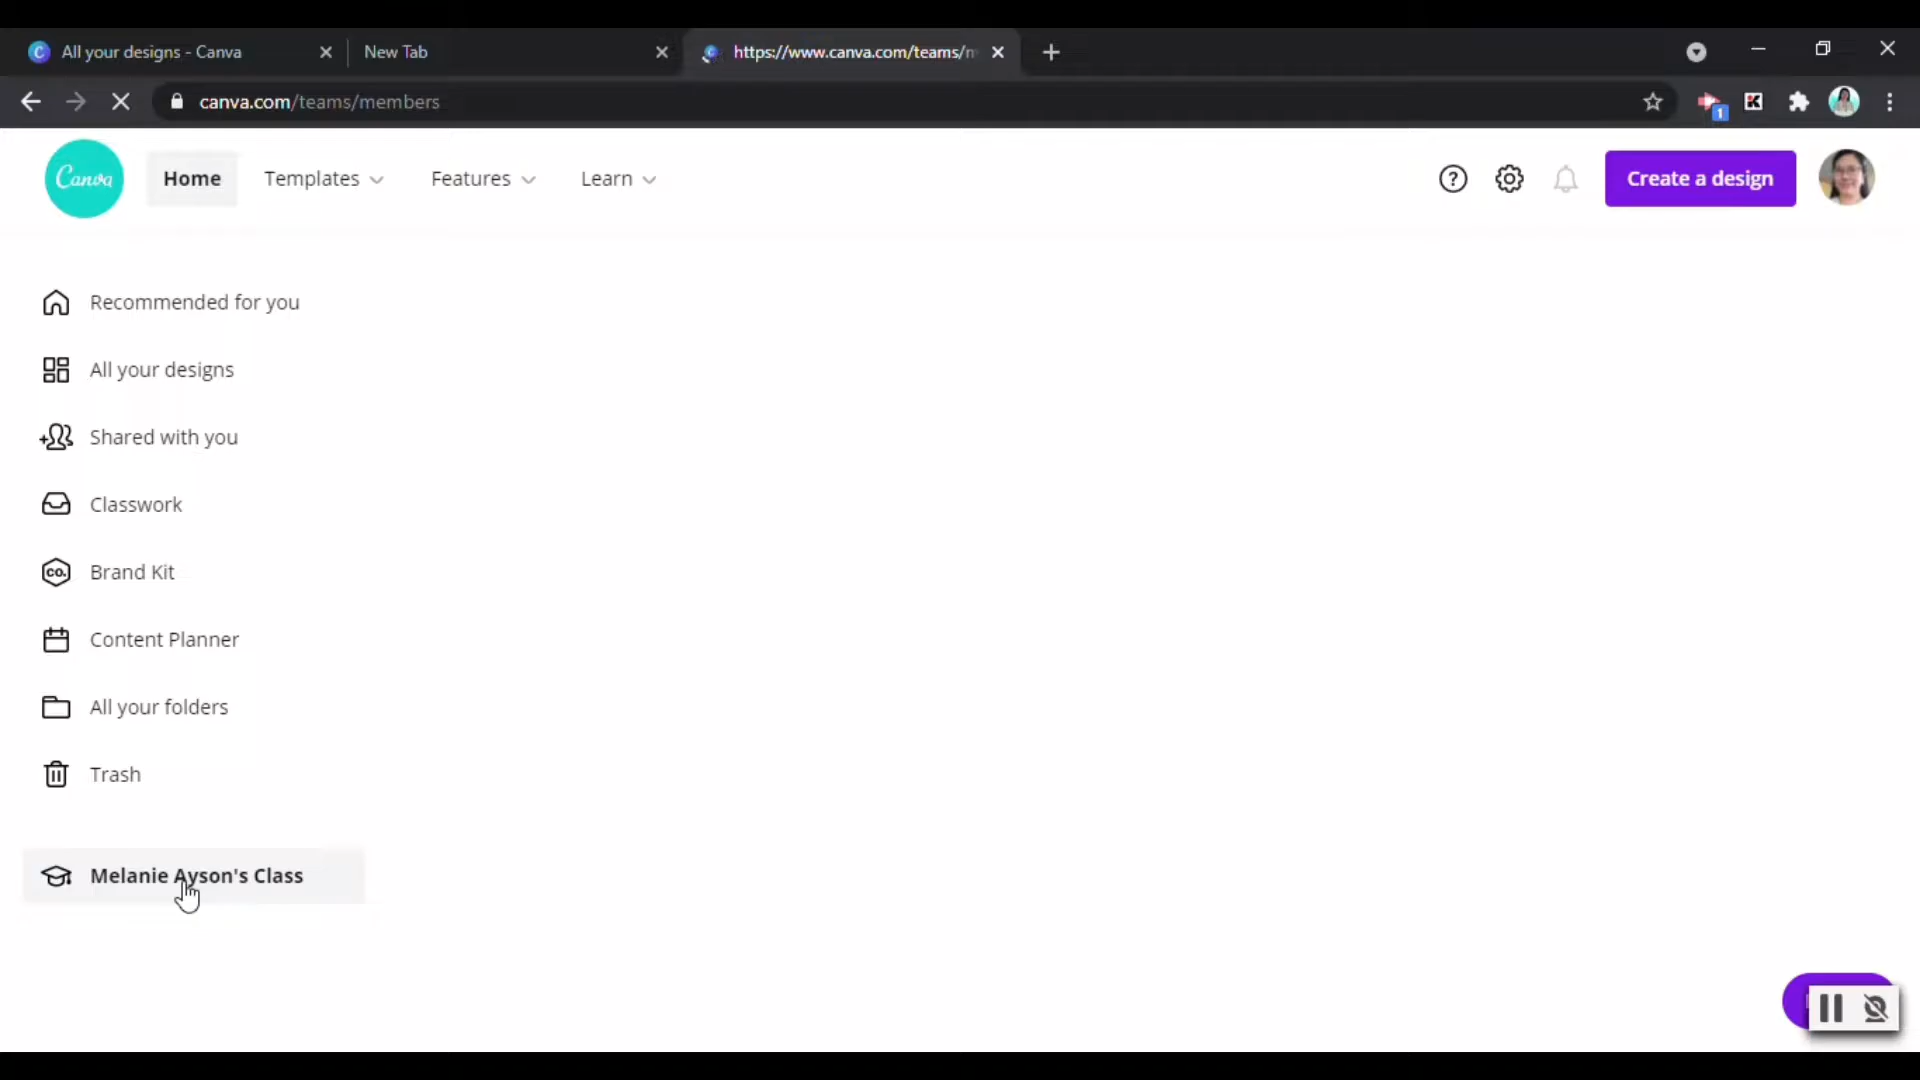 All your designs - Canva
New Tab
https://www.canva.com/teams/m
canva.com/teams/members
1
Canva
Home
Templates
Features
Learn
?
Create a design
Recommended for you
All your designs
Shared with you
Classwork
CO.
Brand Kit
Content Planner
All your folders
Trash
Melanie Ayson's Class